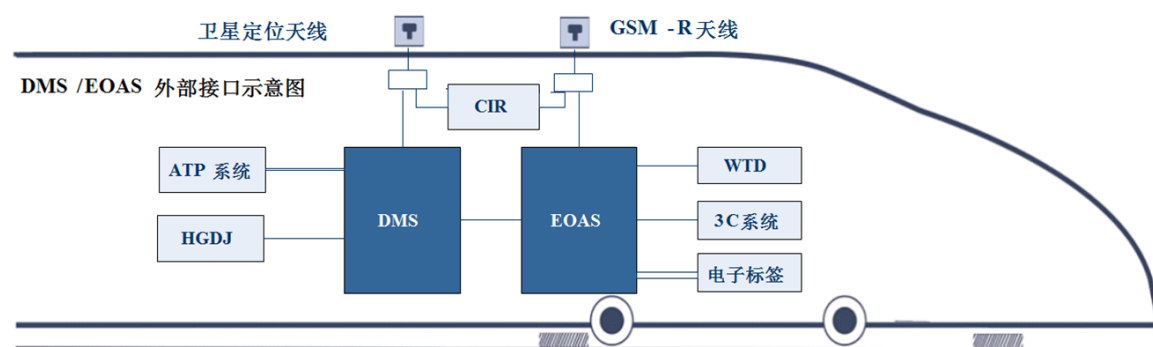 卫星定位天线
GSM -R天线
DMS /EOAS 外部接口示意图
CIR
ATP 系统
WTD
DMS
EOAS
3C系统
HGDJ
电子标签